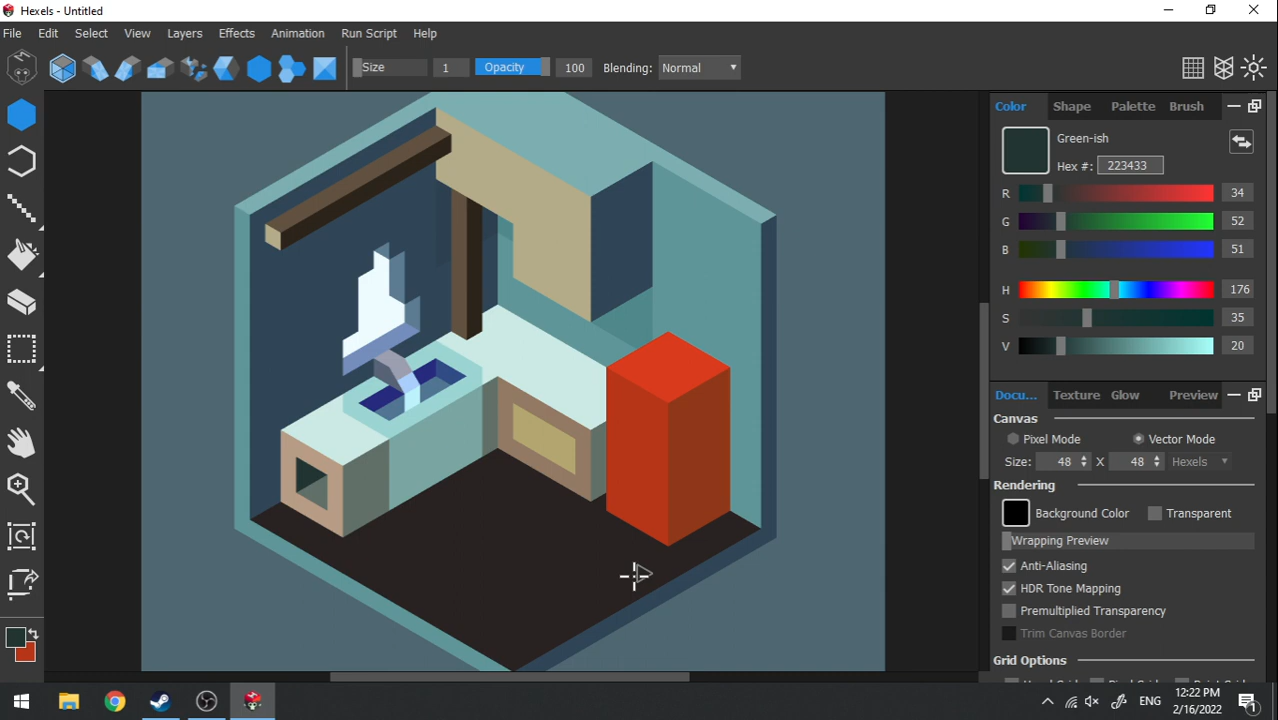 Hexels - Untitled
File Edit Select View Layers Effects Animation Run Script Help
Size 1 Opacity 100 Blending: Normal
Color Shape Palette Brush
Green-ish
Hex #: 223433
R 34
G 52
B 51
H 176
S 35
V 20
Docu... Texture Glow Preview
Canvas
Pixel Mode Vector Mode
Size: 48 X 48 Hexels
Rendering
Background Color Transparent
Wrapping Preview
Anti-Aliasing
HDR Tone Mapping
Premultiplied Transparency
Trim Canvas Border
Grid Options
ENG 12:22 PM
2/16/2022 1